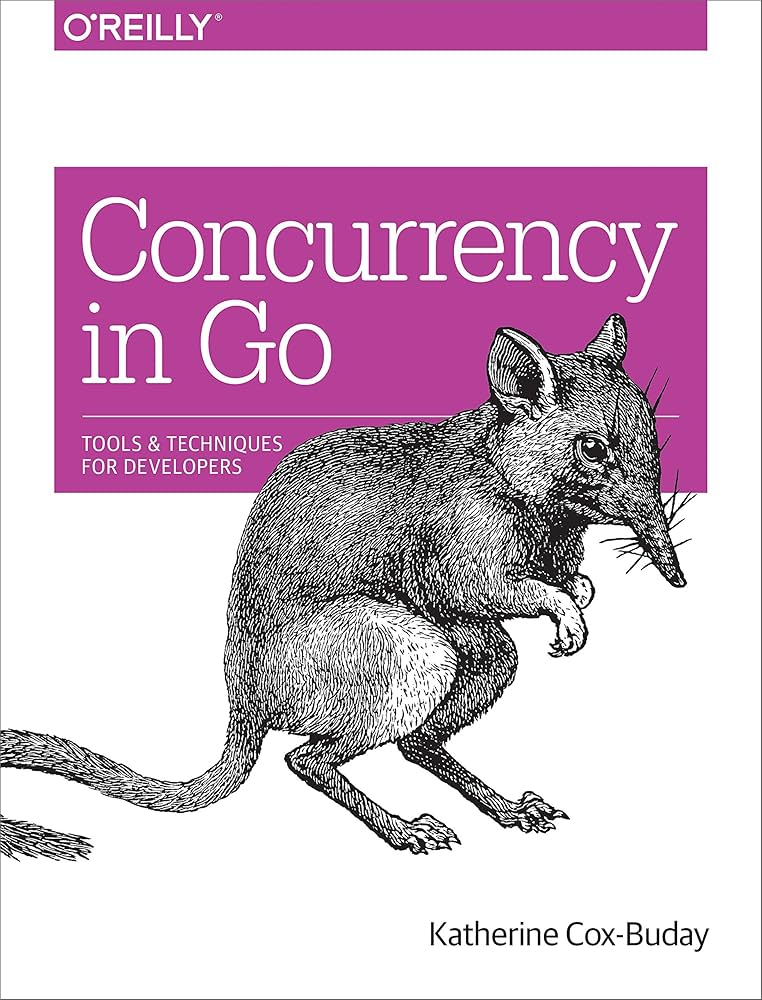 O'REILLY®
Concurrency
in Go
TOOLS & TECHNIQUES
FOR DEVELOPERS
Katherine Cox-Buday